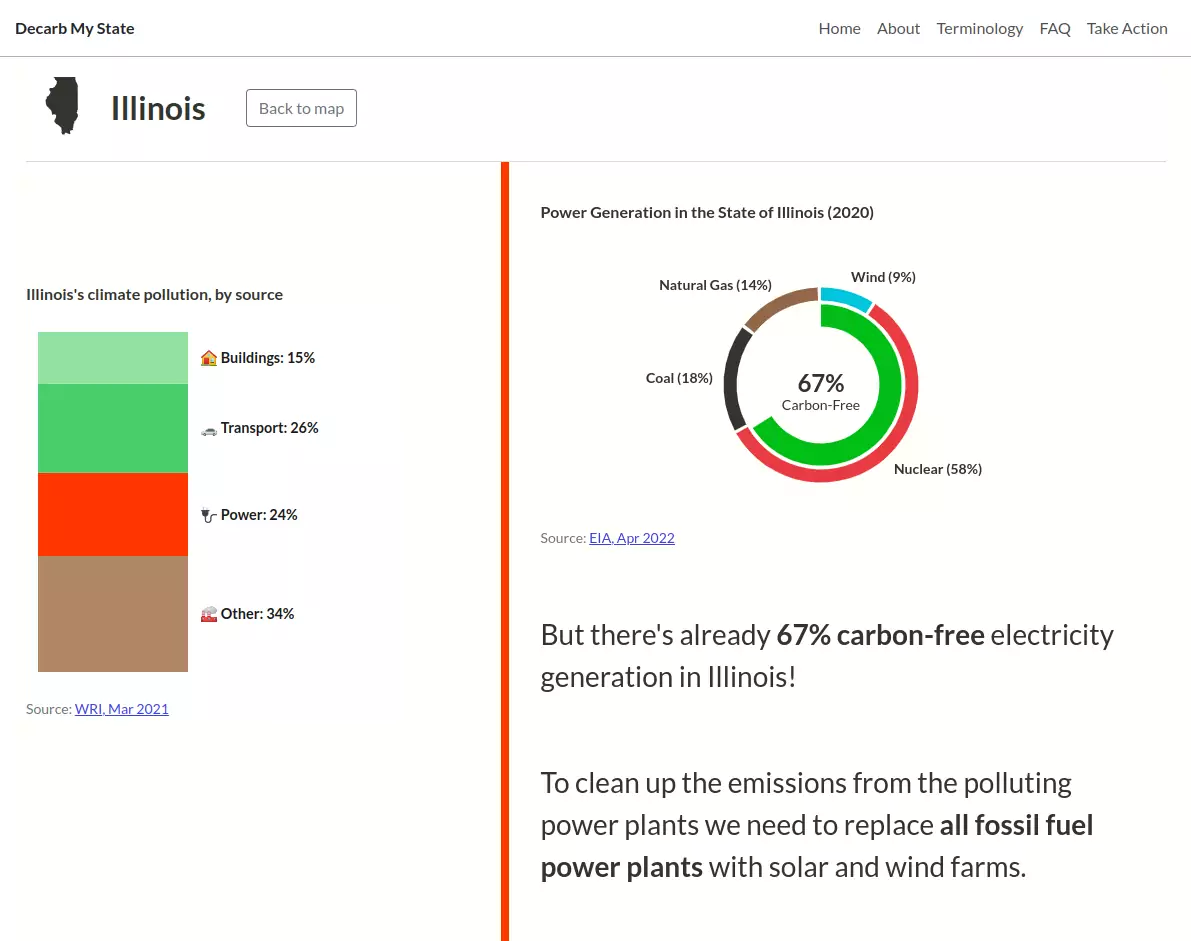 Decarb My State
Home About Terminology FAQ Take Action
Illinois
Back to map
Illinois's climate pollution, by source
Buildings: 15%
Transport: 26%
Power: 24%
Other: 34%
Source: WRI, Mar 2021
Power Generation in the State of Illinois (2020)
Wind (9%)
Natural Gas (14%)
Coal (18%)
67%
Carbon-Free
Nuclear (58%)
Source: EIA, Apr 2022
But there's already 67% carbon-free electricity
generation in Illinois!
To clean up the emissions from the polluting
power plants we need to replace all fossil fuel
power plants with solar and wind farms.